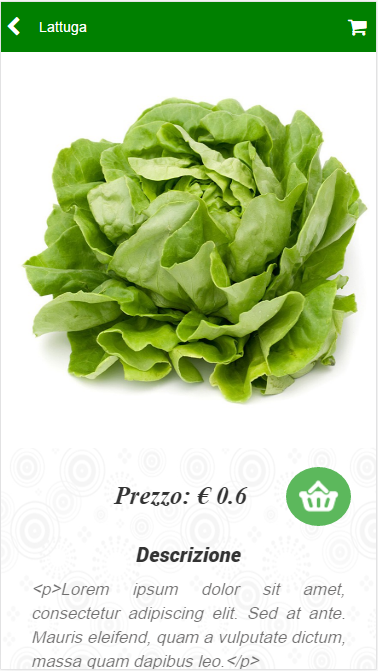 Lattuga
Prezzo: € 0.6
Descrizione
<p>Lorem ipsum dolor sit amet,
consectetur adipiscing elit. Sed at ante.
Mauris eleifend, quam a vulputate dictum,
massa quam dapibus leo.</p>